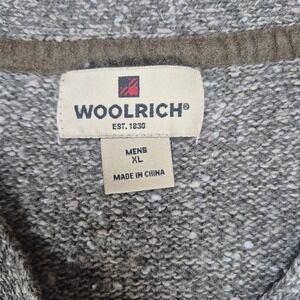 WOOLRICH®
EST. 1830
MENS
XL
MADE IN CHINA